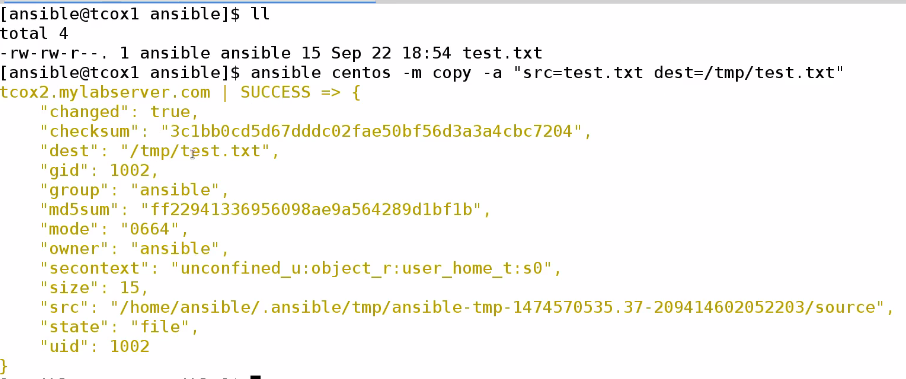 [ansible@tcox1 ansible]$ ll
total 4
-rw-rw-r--. 1 ansible ansible 15 Sep 22 18:54 test.txt
[ansible@tcox1 ansible]$ ansible centos -m copy -a "src=test.txt dest=/tmp/test.txt"
tcox2.mylabserver.com | SUCCESS => {
    "changed": true,
    "checksum": "3c1bb0cd5d67dddc02fae50bf56d3a3a4cbc7204",
    "dest": "/tmp/test.txt",
    "gid": 1002,
    "group": "ansible",
    "md5sum": "ff22941336956098ae9a564289d1bf1b",
    "mode": "0664",
    "owner": "ansible",
    "secontext": "unconfined_u:object_r:user_home_t:s0",
    "size": 15,
    "src": "/home/ansible/.ansible/tmp/ansible-tmp-1474570535.37-209414602052203/source",
    "state": "file",
    "uid": 1002
}